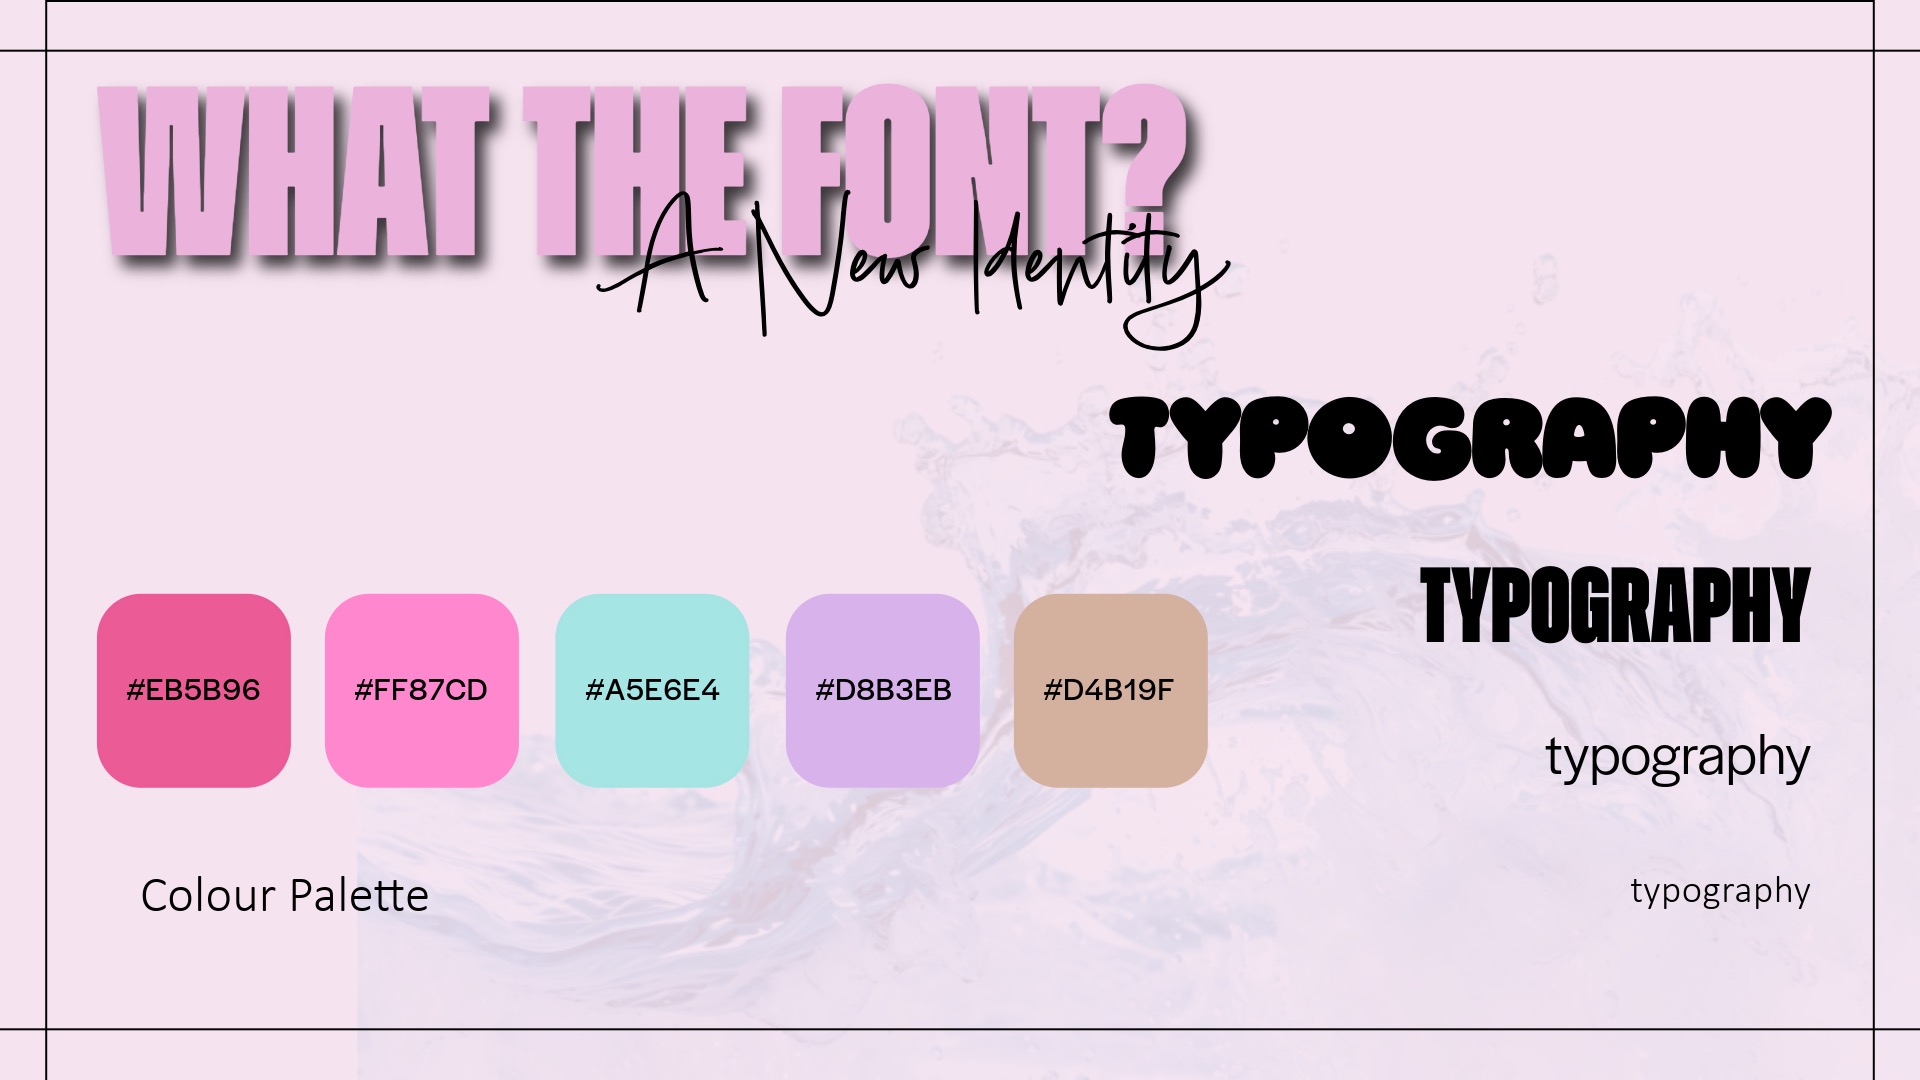 WHAT THE FONT?
A New Identity
TYPOGRAPHY
TYPOGRAPHY
#EB5B96 #FF87CD #A5E6E4 #D8B3EB #D4B19F
typography
Colour Palette
typography